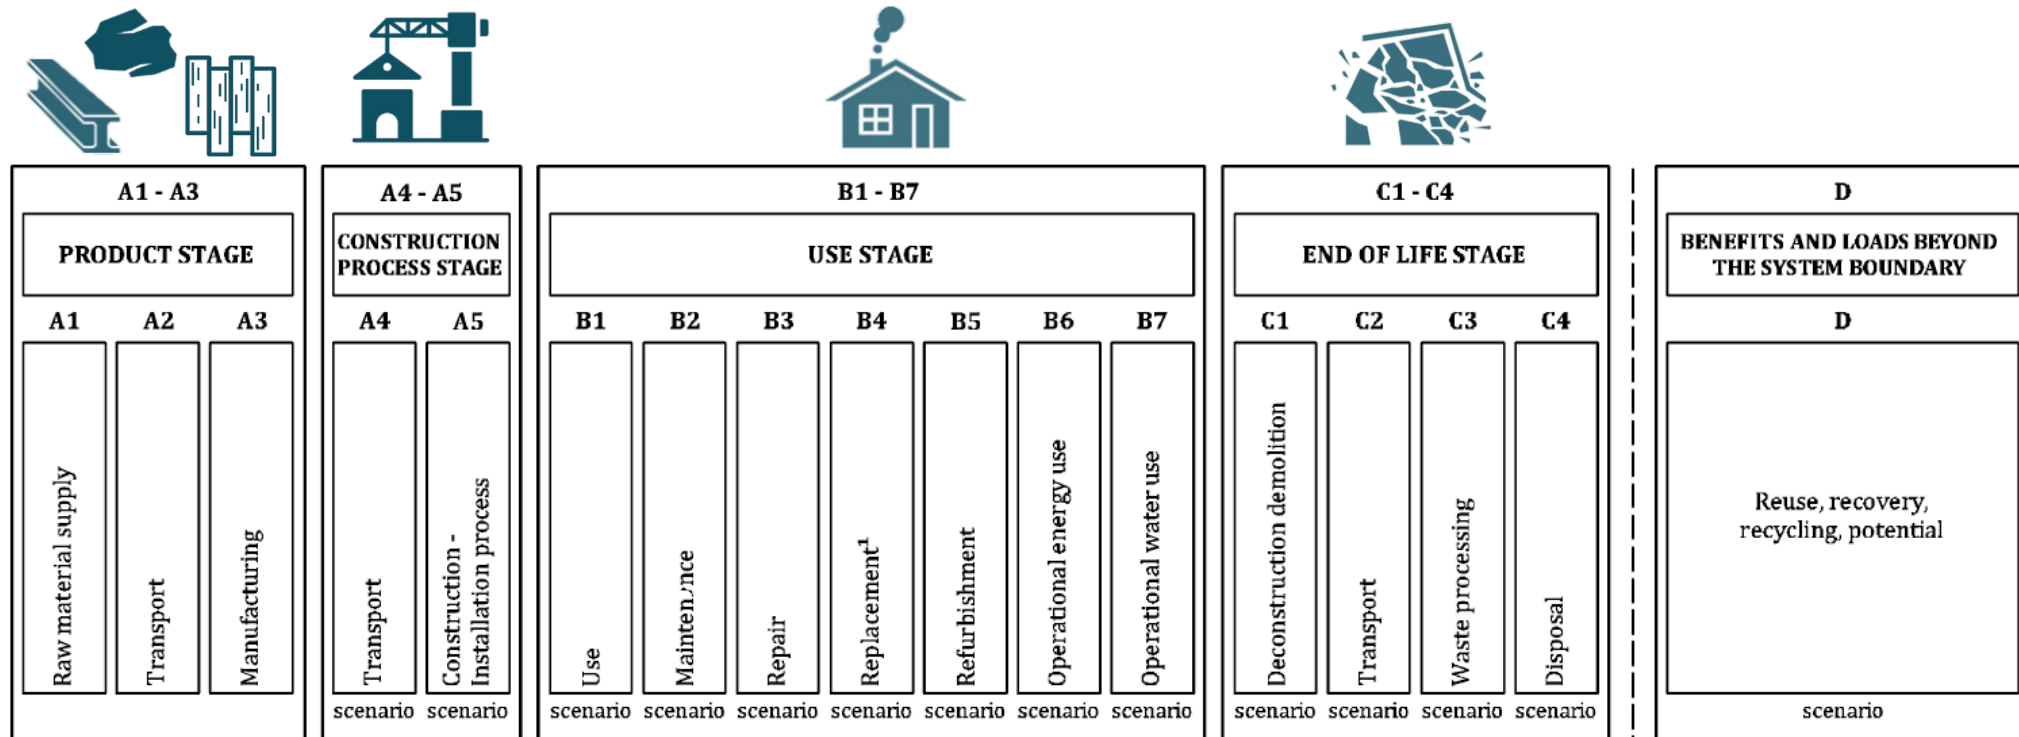 A1 - A3
PRODUCT STAGE
A1 A2 A3
Raw material supply
Transport
Manufacturing
A4 - A5
CONSTRUCTION
PROCESS STAGE
A4 A5
Transport
Construction -
Installation process
scenario scenario
B1 - B7
USE STAGE
B1 B2 B3 B4 B5 B6 B7
Use
Maintenance
Repair
Replacement¹
Refurbishment
Operational energy use
Operational water use
scenario scenario scenario scenario scenario scenario scenario
C1 - C4
END OF LIFE STAGE
C1 C2 C3 C4
Deconstruction demolition
Transport
Waste processing
Disposal
scenario scenario scenario scenario
D
BENEFITS AND LOADS BEYOND
THE SYSTEM BOUNDARY
D
Reuse, recovery,
recycling, potential
scenario